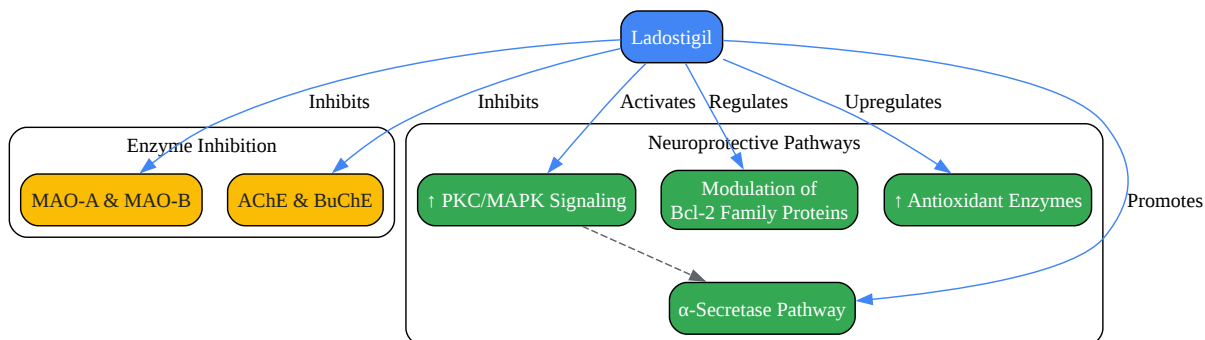 Ladostigil
Inhibits
Inhibits
Activates
Regulates
Upregulates
Enzyme Inhibition
Neuroprotective Pathways
MAO-A & MAO-B
AChE & BuChE
↑ PKC/MAPK Signaling
Modulation of
Bcl-2 Family Proteins
↑ Antioxidant Enzymes
Promotes
α-Secretase Pathway